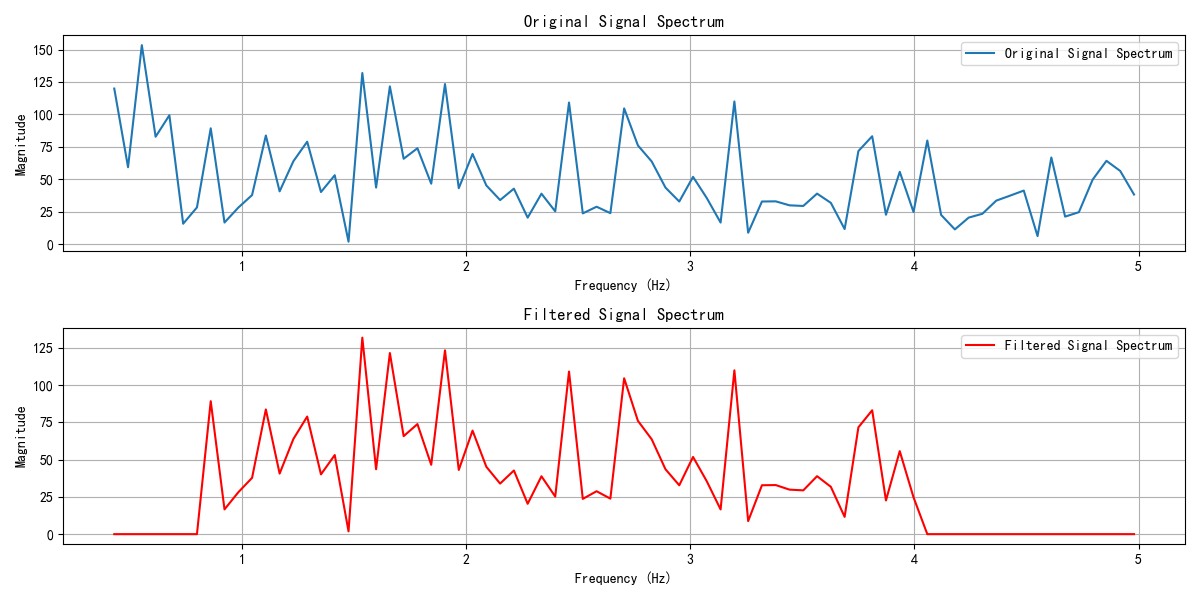 Original Signal Spectrum
150
125
100
75
50
25
0
Magnitude
Original Signal Spectrum
1
2
3
4
5
Frequency (Hz)
Filtered Signal Spectrum
125
100
75
50
25
0
Magnitude
Filtered Signal Spectrum
1
2
3
4
5
Frequency (Hz)